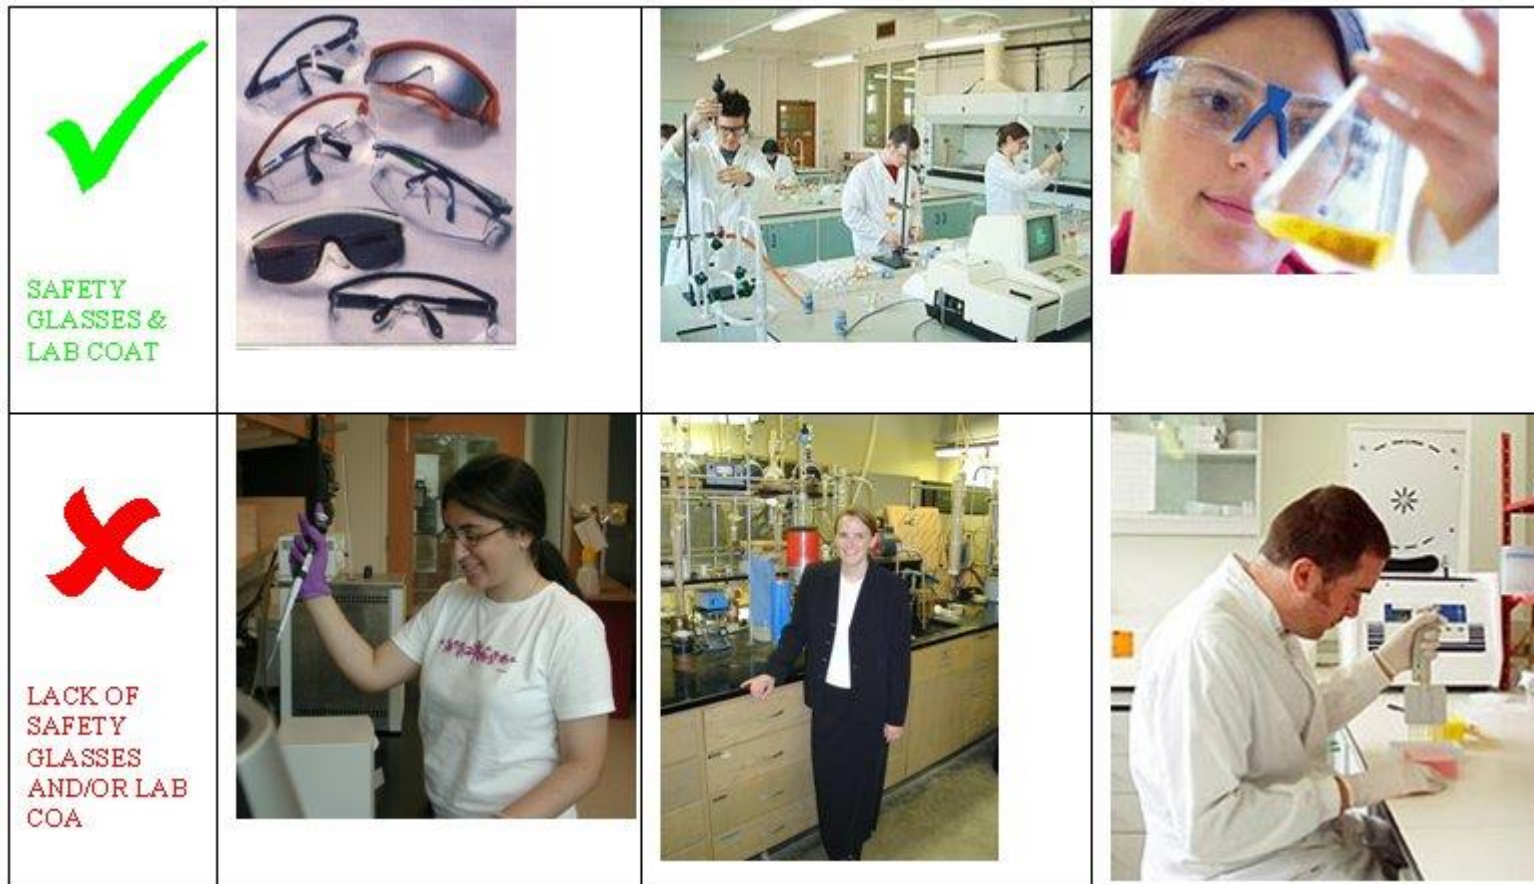 SAFETY
GLASSES &
LAB COAT
LACK OF
SAFETY
GLASSES
AND/OR LAB
COA